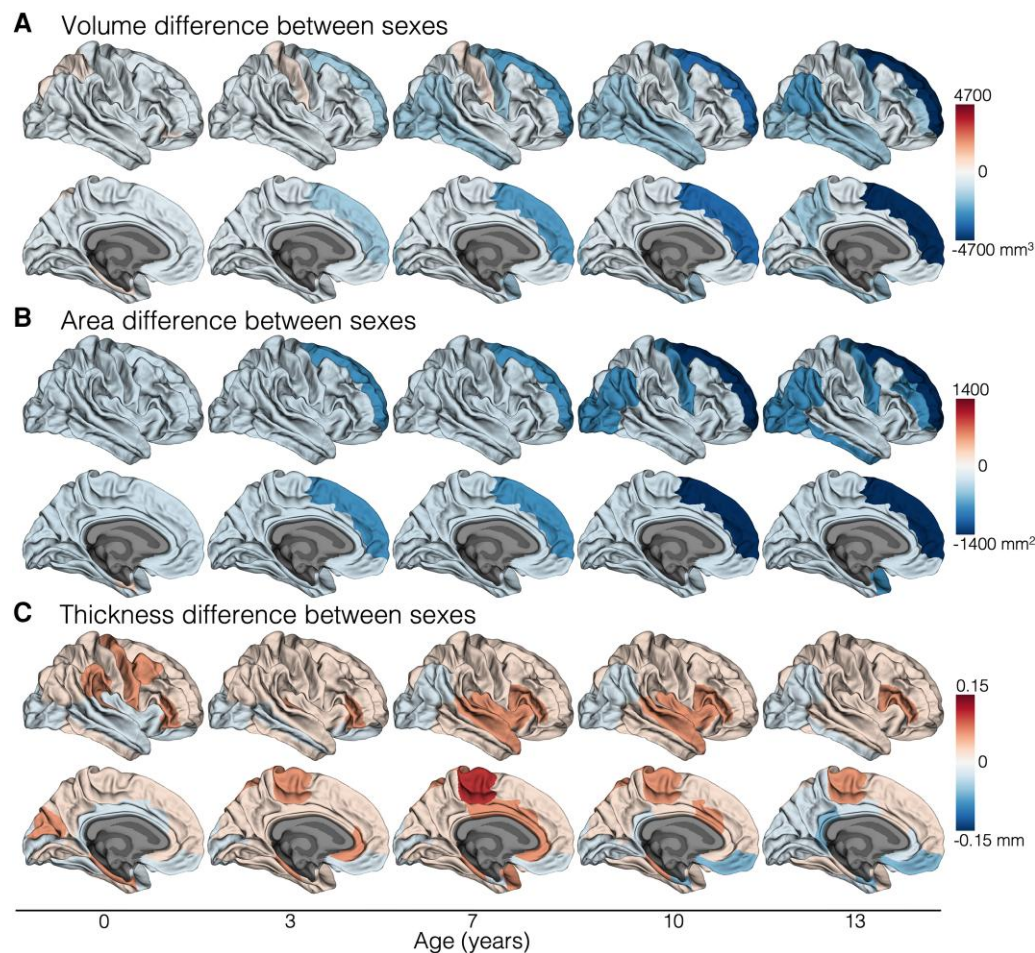 A Volume difference between sexes
4700
0
-4700 mm³
B Area difference between sexes
1400
0
-1400 mm²
C Thickness difference between sexes
0.15
0
-0.15 mm
0 3 7 10 13
Age (years)